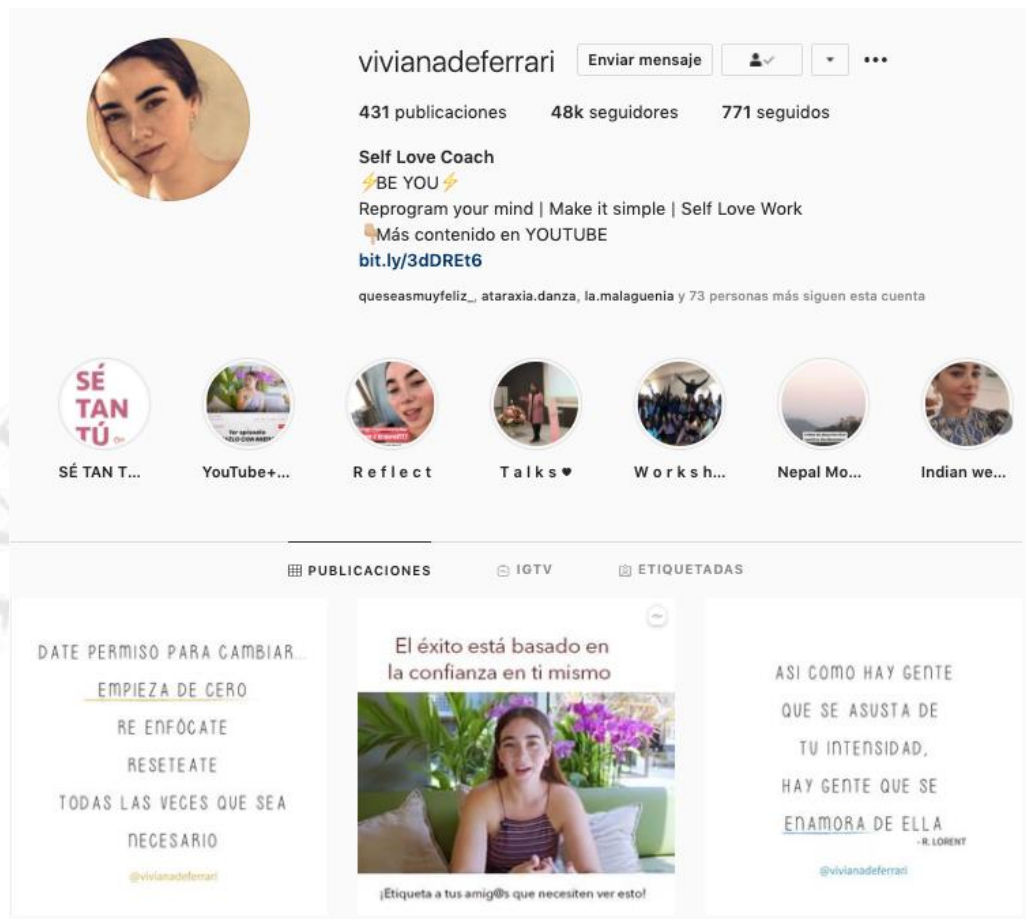 vivianadeferrari Enviar mensaje
431 publicaciones 48k seguidores 771 seguidos
Self Love Coach
⚡BE YOU⚡
Reprogram your mind | Make it simple | Self Love Work
👇🏼Más contenido en YOUTUBE
bit.ly/3dDREt6
queseasmuyfeliz_, ataraxia.danza, la.malaguenia y 73 personas más siguen esta cuenta
SÉ
TAN
TÚ
Ver episodio
SÉ TAN T... YouTube+... R e f l e c t T a l k s ♥ W o r k s h... Nepal Mo... Indian we...
PUBLICACIONES IGTV ETIQUETADAS
DATE PERMISO PARA CAMBIAR...
EMPIEZA DE CERO
RE ENFÓCATE
RESETEATE
TODAS LAS VECES QUE SEA
NECESARIO
@vivianadeferrari
El éxito está basado en
la confianza en ti mismo
¡Etiqueta a tus amig@s que necesiten ver esto!
ASI COMO HAY GENTE
QUE SE ASUSTA DE
TU INTENSIDAD,
HAY GENTE QUE SE
ENAMORA DE ELLA
- R. LORENT
@vivianadeferrari